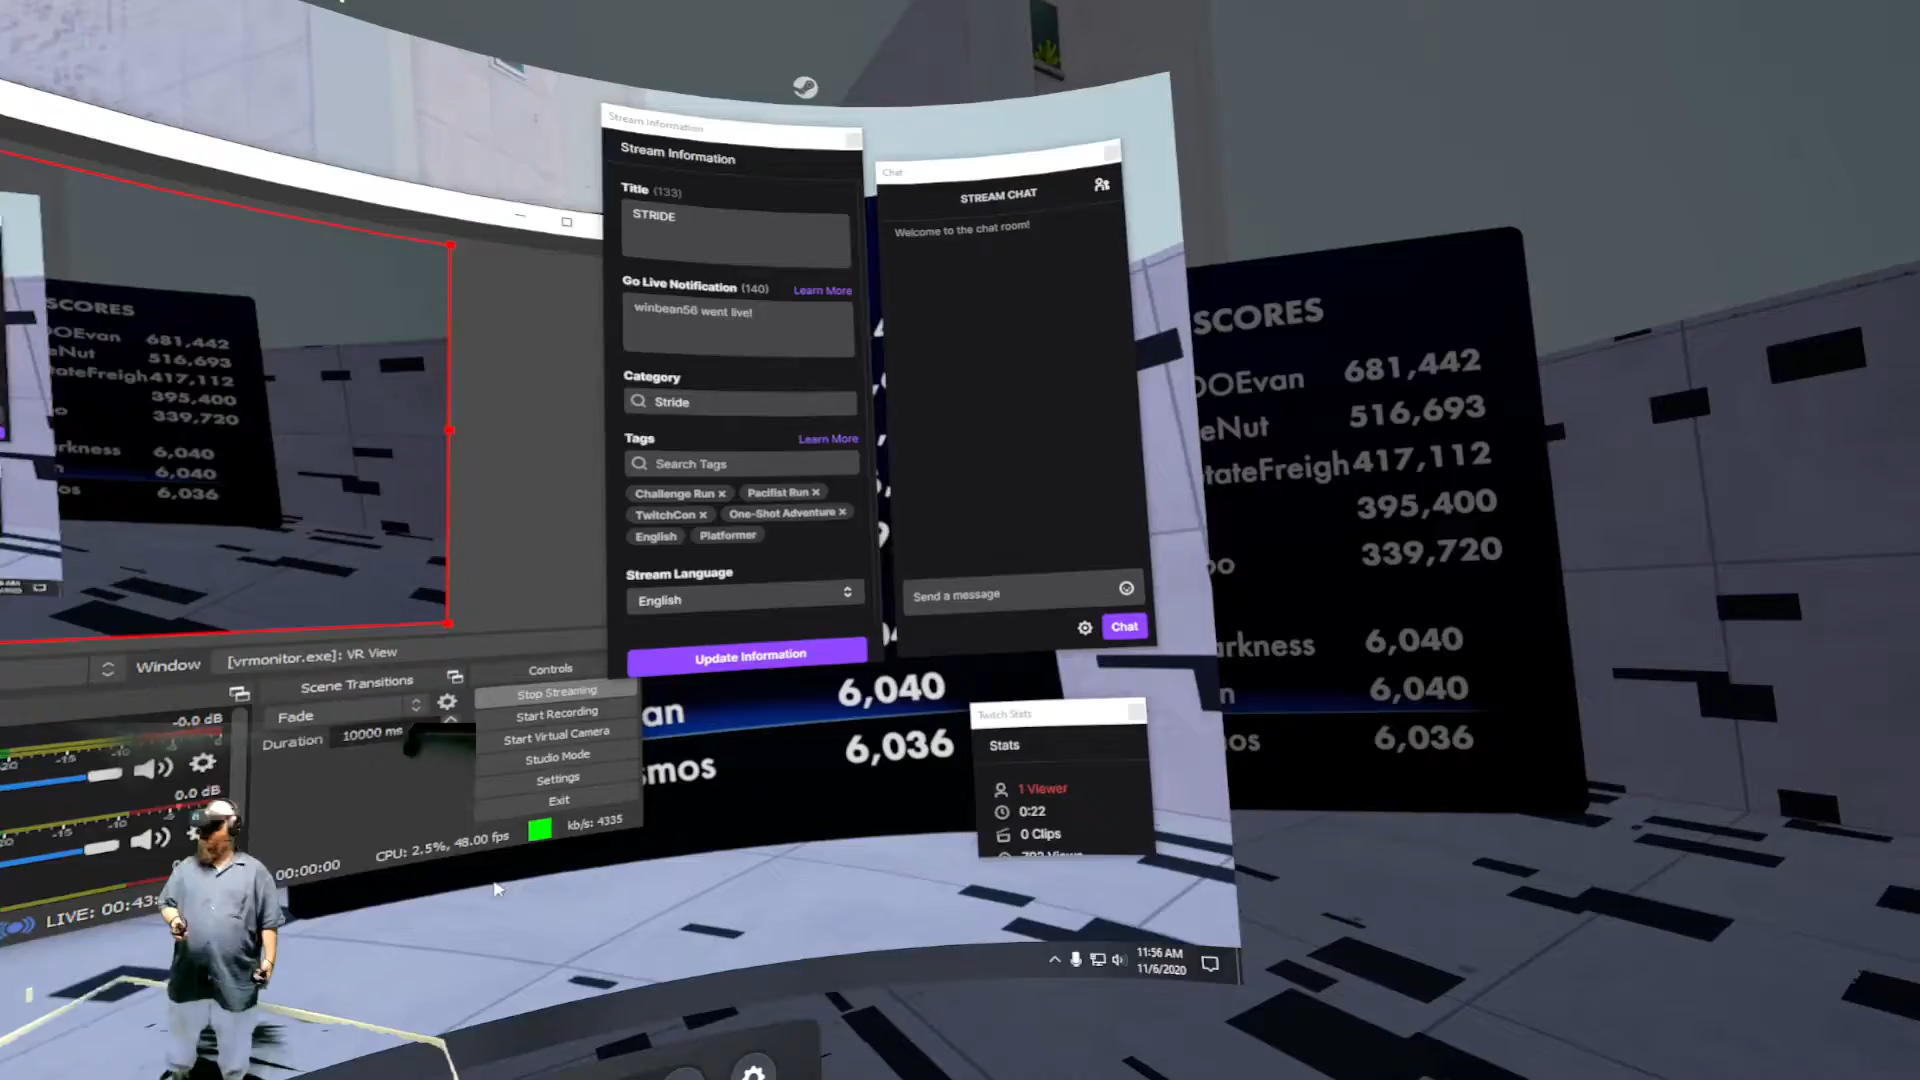 Stream Information
Stream Information
Title (133)
STRIDE
Go Live Notification (140)
Learn More
winbean56 went live!
Category
Stride
Tags
Learn More
Search Tags
Challenge Run ×
Pacifist Run ×
TwitchCon ×
One-Shot Adventure ×
English
Platformer
Stream Language
English
Update Information
Chat
STREAM CHAT
Welcome to the chat room!
Send a message
Chat
Twitch Stats
Stats
1 Viewer
0:22
0 Clips
SCORES
OOEvan 681,442
eNut 516,693
tateFreigh 417,112
395,400
339,720
rkness 6,040
n 6,040
os 6,036
SCORES
OOEvan 681,442
eNut 516,693
tateFreigh 417,112
395,400
oo 339,720
arkness 6,040
n 6,040
os 6,036
6,040
an
6,036
smos
Window
[vrmonitor.exe]: VR View
Scene Transitions
Fade
Duration 10000 ms
Controls
Stop Streaming
Start Recording
Start Virtual Camera
Studio Mode
Settings
Exit
-0.0 dB
0.0 dB
LIVE: 00:43:
00:00:00
CPU: 2.5%, 48.00 fps
kb/s: 4335
11:56 AM
11/6/2020